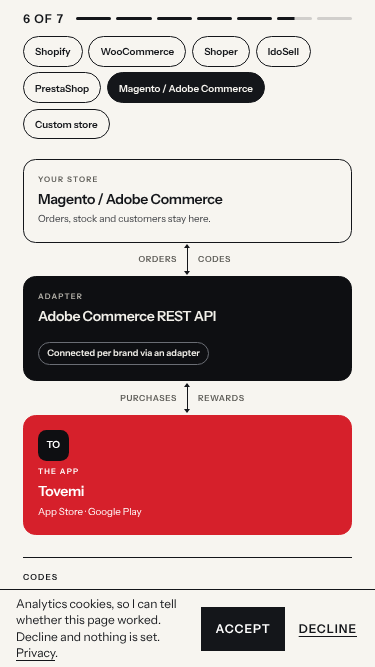 6 OF 7
Shopify WooCommerce Shoper IdoSell
PrestaShop Magento / Adobe Commerce
Custom store
YOUR STORE
Magento / Adobe Commerce
Orders, stock and customers stay here.
ORDERS CODES
ADAPTER
Adobe Commerce REST API
Connected per brand via an adapter
PURCHASES REWARDS
TO
THE APP
Tovemi
App Store · Google Play
CODES
Analytics cookies, so I can tell
whether this page worked.
Decline and nothing is set.
Privacy.
ACCEPT DECLINE